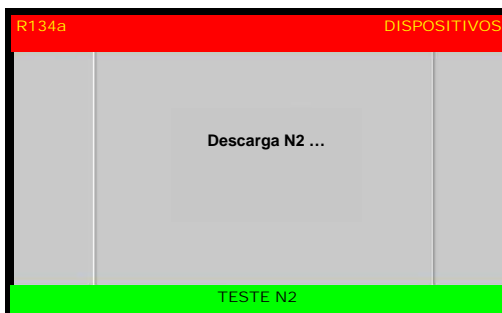 R134a DISPOSITIVOS
Descarga N2 …
TESTE N2